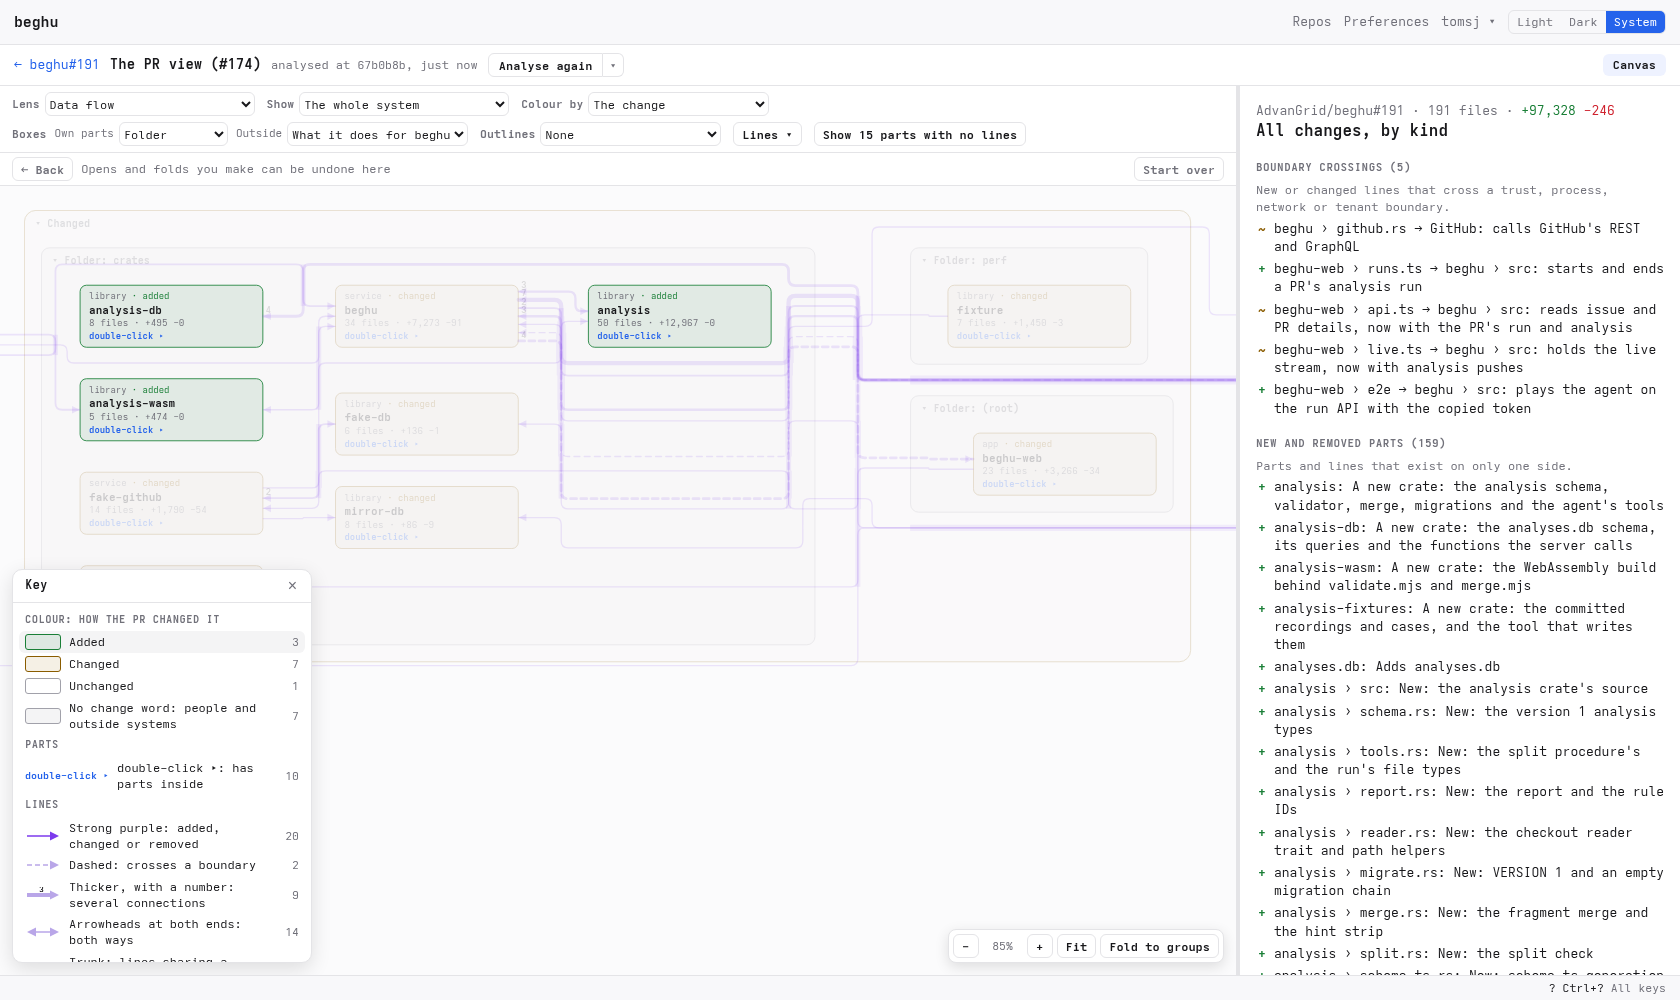 beghu
Repos Preferences tomsj ▾ Light Dark System
← beghu#191 The PR view (#174) analysed at 67b0b8b, just now Analyse again ▾ Canvas
Lens Data flow Show The whole system Colour by The change
Boxes Own parts Folder Outside What it does for beghu Outlines None Lines ▾ Show 15 parts with no lines
← Back Opens and folds you make can be undone here Start over
▾ Changed
▾ Folder: crates
library · added
analysis-db
8 files · +495 −0
double-click ▸
service · changed
beghu
34 files · +7,273 −91
double-click ▸
library · added
analysis
50 files · +12,967 −0
double-click ▸
library · added
analysis-wasm
5 files · +474 −0
double-click ▸
library · changed
fake-db
double-click ▸
service · changed
fake-github
14 files · +1,790 −54
double-click ▸
library · changed
mirror-db
double-click ▸
▾ Folder: perf
library · changed
fixture
7 files · +1,450 −3
double-click ▸
▾ Folder: (root)
app · changed
beghu-web
double-click ▸
Key ×
COLOUR: HOW THE PR CHANGED IT
Added 3
Changed 7
Unchanged 1
No change word: people and
outside systems 7
PARTS
double-click ▸ double-click ▸: has
parts inside 10
LINES
Strong purple: added,
changed or removed 20
Dashed: crosses a boundary 2
3 Thicker, with a number:
several connections 9
Arrowheads at both ends:
both ways 14
Trunk: lines sharing a
− 85% + Fit Fold to groups
AdvanGrid/beghu#191 · 191 files · +97,328 −246
All changes, by kind
BOUNDARY CROSSINGS (5)
New or changed lines that cross a trust, process,
network or tenant boundary.
~ beghu › github.rs → GitHub: calls GitHub's REST
and GraphQL
+ beghu-web › runs.ts → beghu › src: starts and ends
a PR's analysis run
~ beghu-web › api.ts → beghu › src: reads issue and
PR details, now with the PR's run and analysis
~ beghu-web › live.ts → beghu › src: holds the live
stream, now with analysis pushes
+ beghu-web › e2e → beghu › src: plays the agent on
the run API with the copied token
NEW AND REMOVED PARTS (159)
Parts and lines that exist on only one side.
+ analysis: A new crate: the analysis schema,
validator, merge, migrations and the agent's tools
+ analysis-db: A new crate: the analyses.db schema,
its queries and the functions the server calls
+ analysis-wasm: A new crate: the WebAssembly build
behind validate.mjs and merge.mjs
+ analysis-fixtures: A new crate: the committed
recordings and cases, and the tool that writes
them
+ analyses.db: Adds analyses.db
+ analysis › src: New: the analysis crate's source
+ analysis › schema.rs: New: the version 1 analysis
types
+ analysis › tools.rs: New: the split procedure's
and the run's file types
+ analysis › report.rs: New: the report and the rule
IDs
+ analysis › reader.rs: New: the checkout reader
trait and path helpers
+ analysis › migrate.rs: New: VERSION 1 and an empty
migration chain
+ analysis › merge.rs: New: the fragment merge and
the hint strip
+ analysis › split.rs: New: the split check
+ analysis › schema_ts.rs: New: schema.ts generation
? Ctrl+? All keys